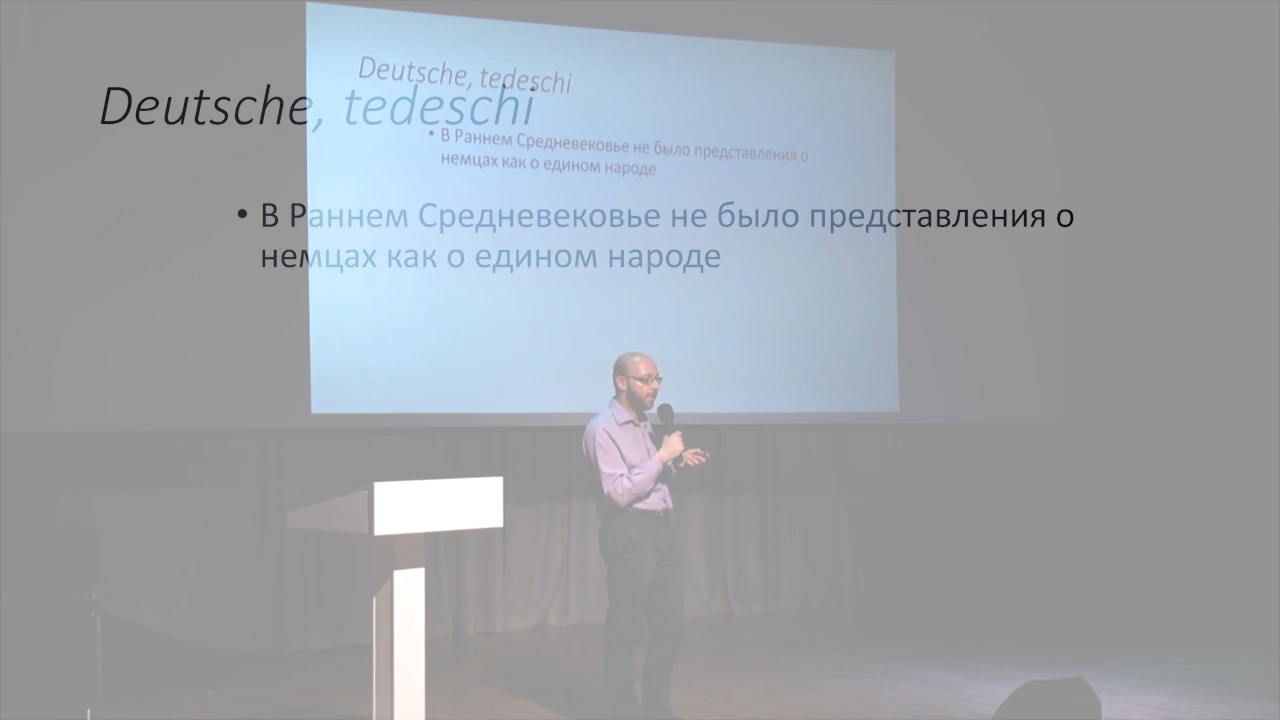 Deutsche, tedeschi
• В Раннем Средневековье не было представления о
немцах как о едином народе
Deutsche, tedeschi
• В Раннем Средневековье не было представления о
немцах как о едином народе